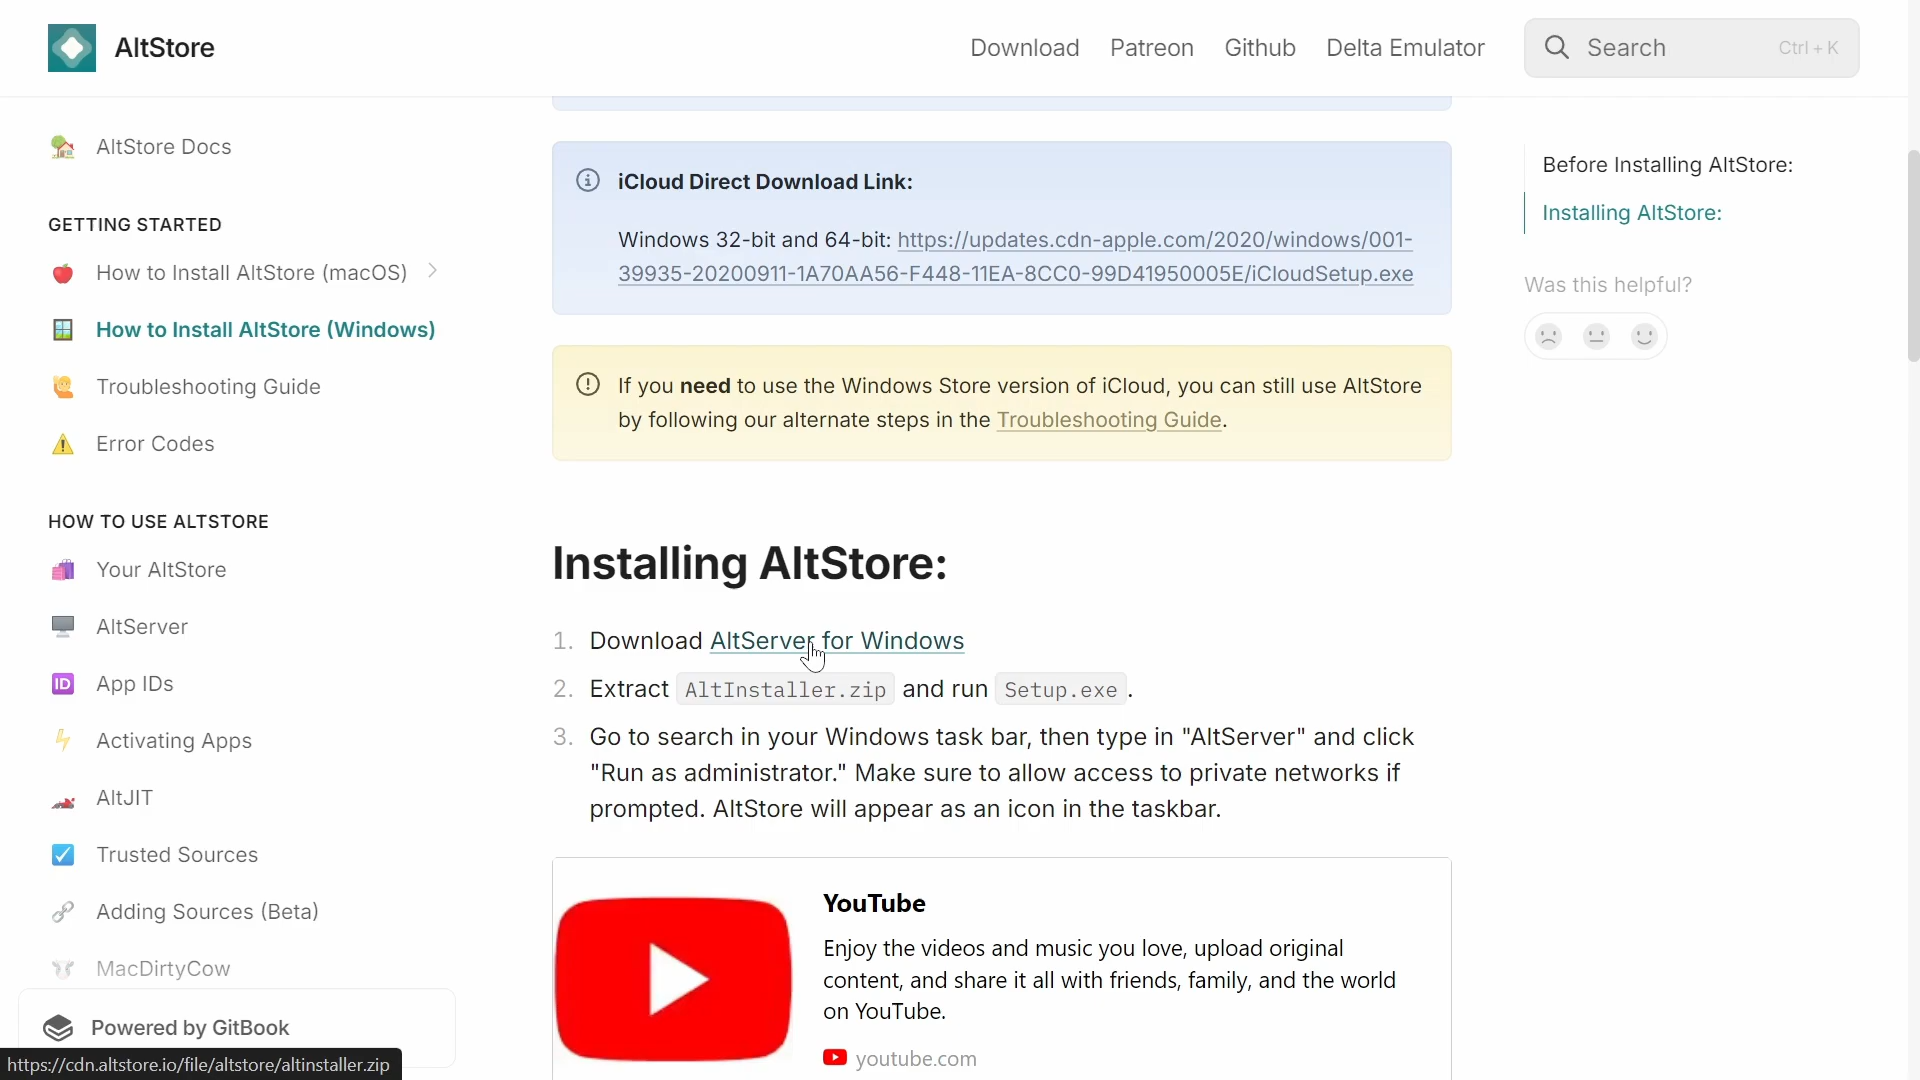 AltStore
Download
Patreon
Github
Delta Emulator
Search
Ctrl + K
AltStore Docs
GETTING STARTED
How to Install AltStore (macOS)
How to Install AltStore (Windows)
Troubleshooting Guide
Error Codes
HOW TO USE ALTSTORE
Your AltStore
AltServer
ID
App IDs
Activating Apps
AltJIT
Trusted Sources
Adding Sources (Beta)
MacDirtyCow
Powered by GitBook
https://cdn.altstore.io/file/altstore/altinstaller.zip
iCloud Direct Download Link:
Windows 32-bit and 64-bit: https://updates.cdn-apple.com/2020/windows/001-
39935-20200911-1A70AA56-F448-11EA-8CC0-99D41950005E/iCloudSetup.exe
If you need to use the Windows Store version of iCloud, you can still use AltStore
by following our alternate steps in the Troubleshooting Guide.
Installing AltStore:
1. Download AltServer for Windows
2. Extract AltInstaller.zip and run Setup.exe .
3. Go to search in your Windows task bar, then type in "AltServer" and click
"Run as administrator." Make sure to allow access to private networks if
prompted. AltStore will appear as an icon in the taskbar.
YouTube
Enjoy the videos and music you love, upload original
content, and share it all with friends, family, and the world
on YouTube.
youtube.com
Before Installing AltStore:
Installing AltStore:
Was this helpful?